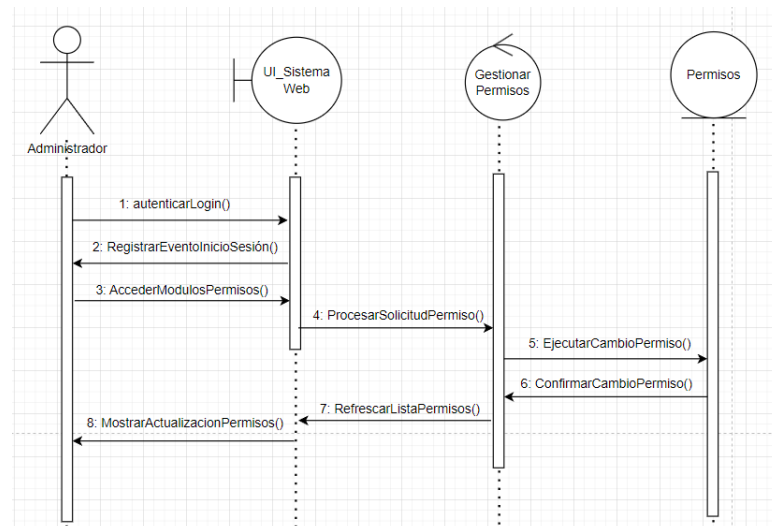 UI_Sistema
Web
Gestionar
Permisos
Permisos
Administrador
1: autenticarLogin()
2: RegistrarEventoInicioSesión()
3: AccederModulosPermisos()
4: ProcesarSolicitudPermiso()
5: EjecutarCambioPermiso()
6: ConfirmarCambioPermiso()
7: RefrescarListaPermisos()
8: MostrarActualizacionPermisos()